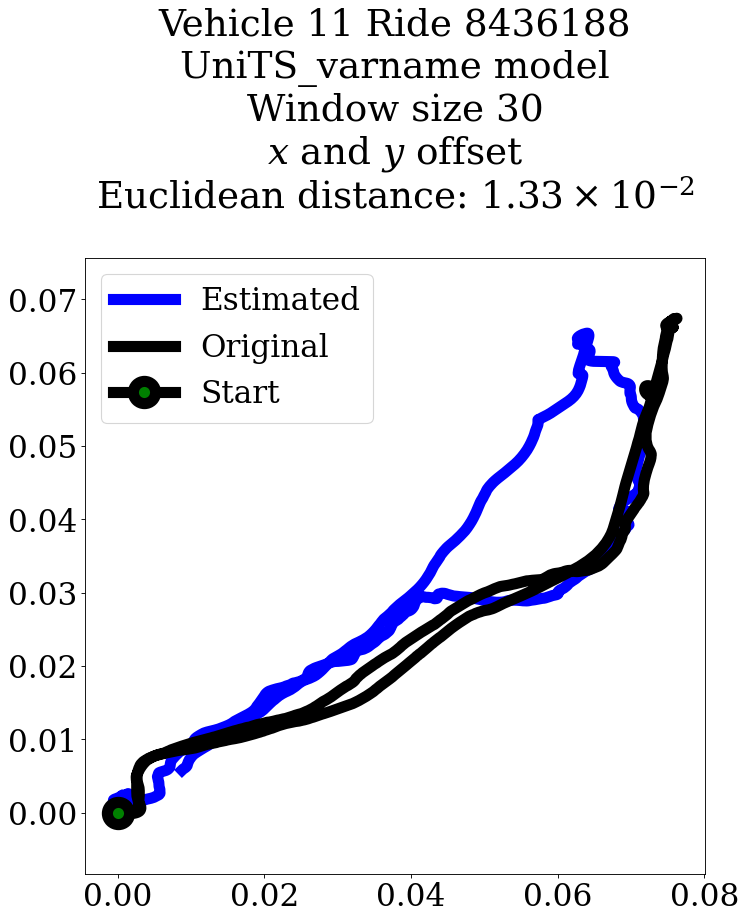 Vehicle 11 Ride 8436188
UniTS_varname model
Window size 30
x and y offset
Euclidean distance: 1.33 × 10⁻²
Estimated
Original
Start
0.07
0.06
0.05
0.04
0.03
0.02
0.01
0.00
0.00 0.02 0.04 0.06 0.08